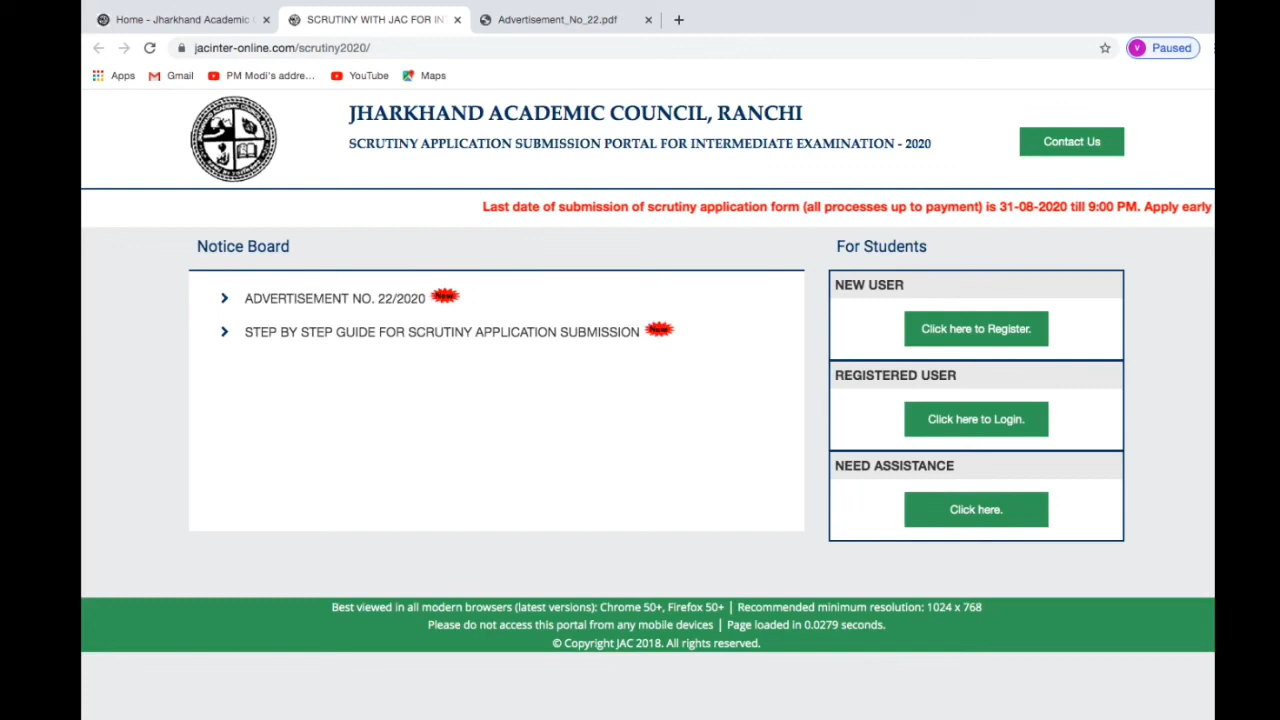 Home - Jharkhand Academic C
SCRUTINY WITH JAC FOR IN
Advertisement_No_22.pdf
jacinter-online.com/scrutiny2020/
V Paused
Apps
Gmail
PM Modi's addre...
YouTube
Maps
JHARKHAND ACADEMIC COUNCIL, RANCHI
SCRUTINY APPLICATION SUBMISSION PORTAL FOR INTERMEDIATE EXAMINATION - 2020
Contact Us
Last date of submission of scrutiny application form (all processes up to payment) is 31-08-2020 till 9:00 PM. Apply early
Notice Board
ADVERTISEMENT NO. 22/2020 New
STEP BY STEP GUIDE FOR SCRUTINY APPLICATION SUBMISSION New
For Students
NEW USER
Click here to Register.
REGISTERED USER
Click here to Login.
NEED ASSISTANCE
Click here.
Best viewed in all modern browsers (latest versions): Chrome 50+, Firefox 50+ | Recommended minimum resolution: 1024 x 768
Please do not access this portal from any mobile devices | Page loaded in 0.0279 seconds.
© Copyright JAC 2018. All rights reserved.